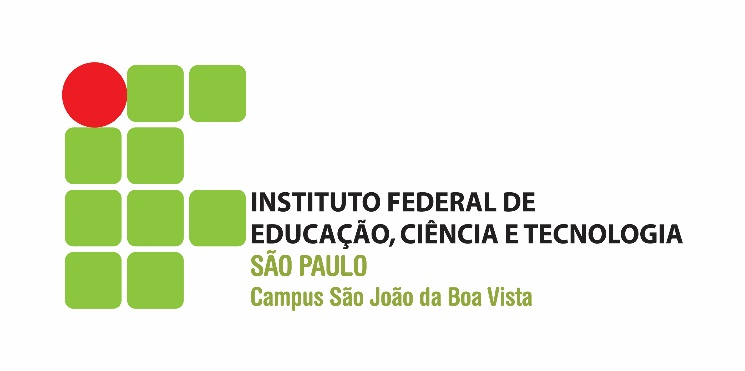 INSTITUTO FEDERAL DE
EDUCAÇÃO, CIÊNCIA E TECNOLOGIA
SÃO PAULO
Campus São João da Boa Vista